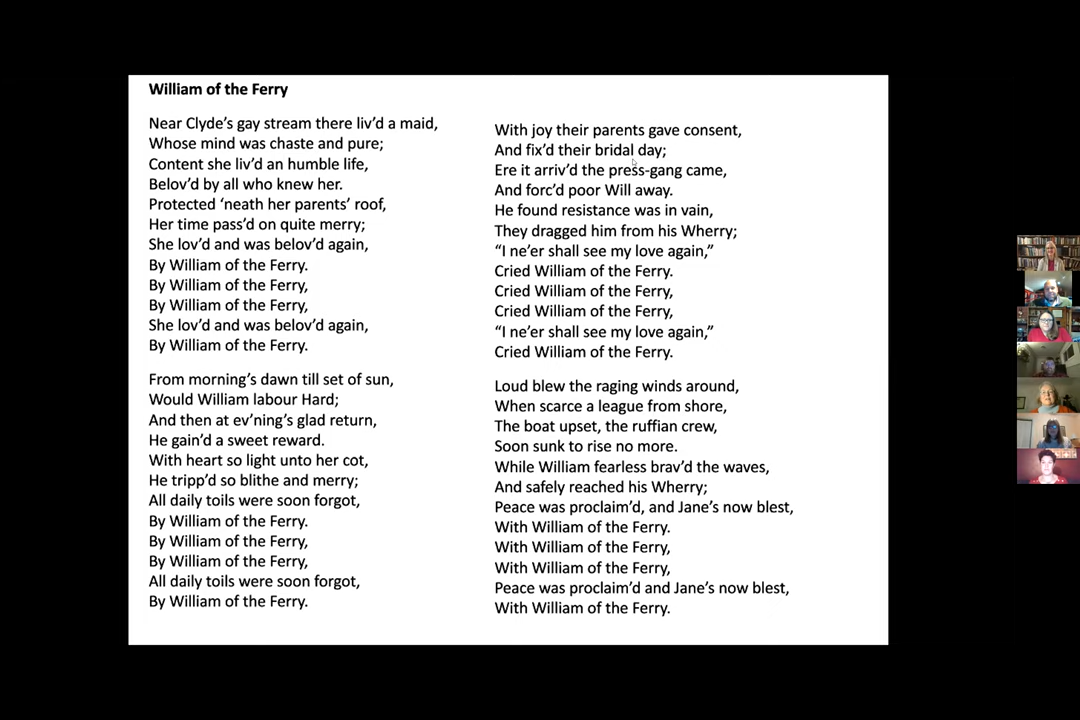 William of the Ferry
Near Clyde’s gay stream there liv’d a maid,
Whose mind was chaste and pure;
Content she liv’d an humble life,
Belov’d by all who knew her.
Protected ‘neath her parents’ roof,
Her time pass’d on quite merry;
She lov’d and was belov’d again,
By William of the Ferry.
By William of the Ferry,
By William of the Ferry,
She lov’d and was belov’d again,
By William of the Ferry.
From morning’s dawn till set of sun,
Would William labour Hard;
And then at ev’ning’s glad return,
He gain’d a sweet reward.
With heart so light unto her cot,
He tripp’d so blithe and merry;
All daily toils were soon forgot,
By William of the Ferry.
By William of the Ferry,
By William of the Ferry,
All daily toils were soon forgot,
By William of the Ferry.
With joy their parents gave consent,
And fix’d their bridal day;
Ere it arriv’d the press-gang came,
And forc’d poor Will away.
He found resistance was in vain,
They dragged him from his Wherry;
“I ne’er shall see my love again,”
Cried William of the Ferry.
Cried William of the Ferry,
Cried William of the Ferry,
“I ne’er shall see my love again,”
Cried William of the Ferry.
Loud blew the raging winds around,
When scarce a league from shore,
The boat upset, the ruffian crew,
Soon sunk to rise no more.
While William fearless brav’d the waves,
And safely reached his Wherry;
Peace was proclaim’d, and Jane’s now blest,
With William of the Ferry.
With William of the Ferry,
With William of the Ferry,
Peace was proclaim’d and Jane’s now blest,
With William of the Ferry.